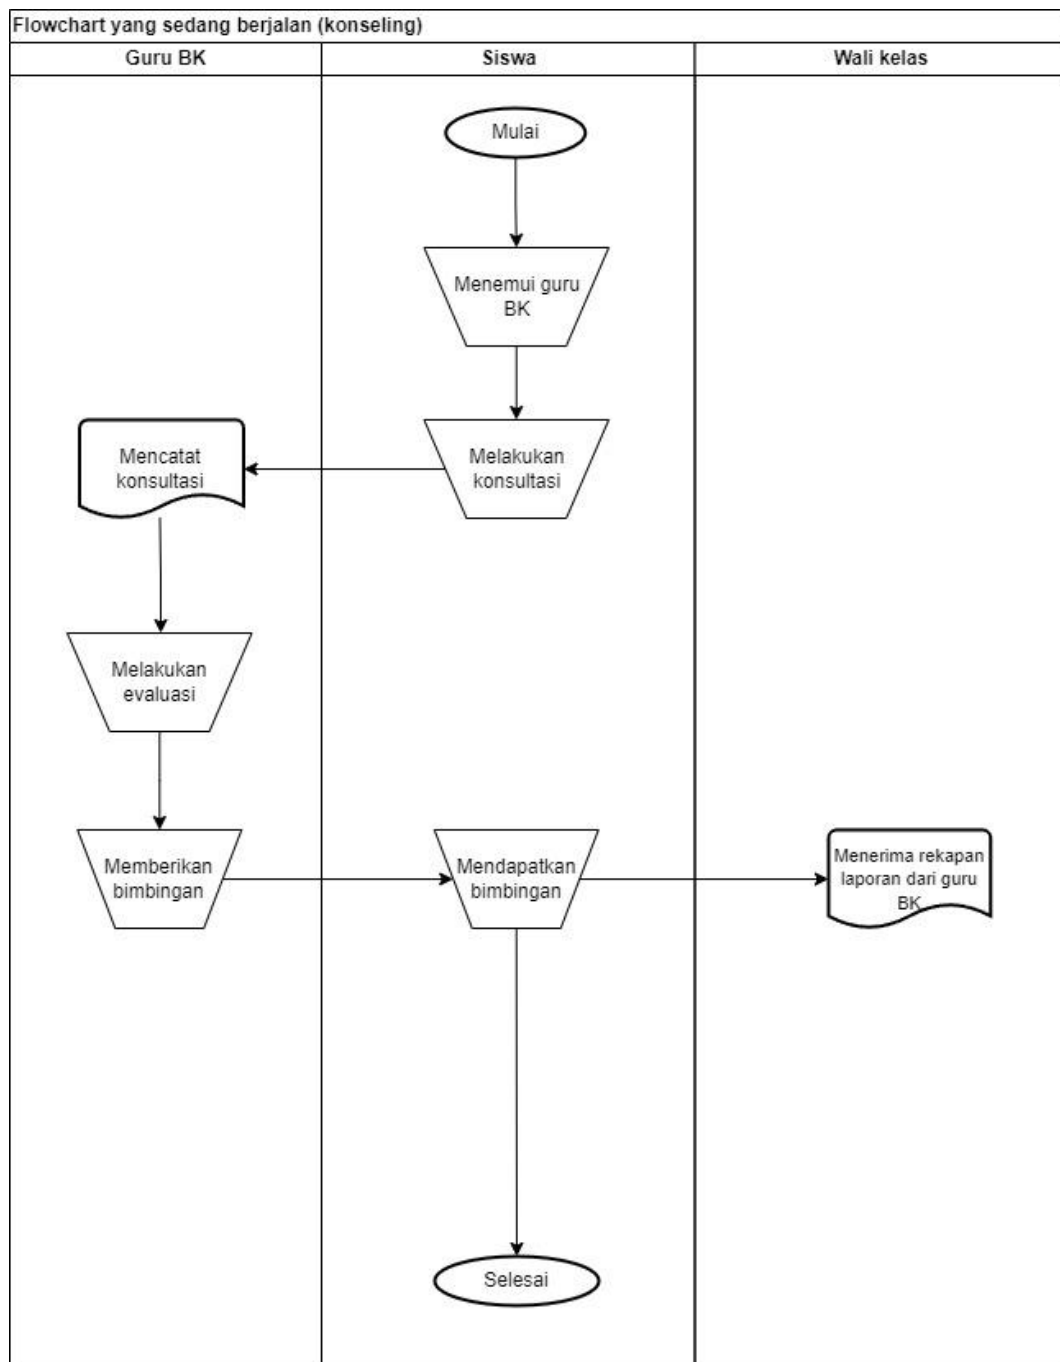 Flowchart yang sedang berjalan (konseling)
Guru BK
Siswa
Wali kelas
Mulai
Menemui guru
BK
Melakukan
konsultasi
Mencatat
konsultasi
Melakukan
evaluasi
Memberikan
bimbingan
Mendapatkan
bimbingan
Menerima rekapan
laporan dari guru
BK
Selesai